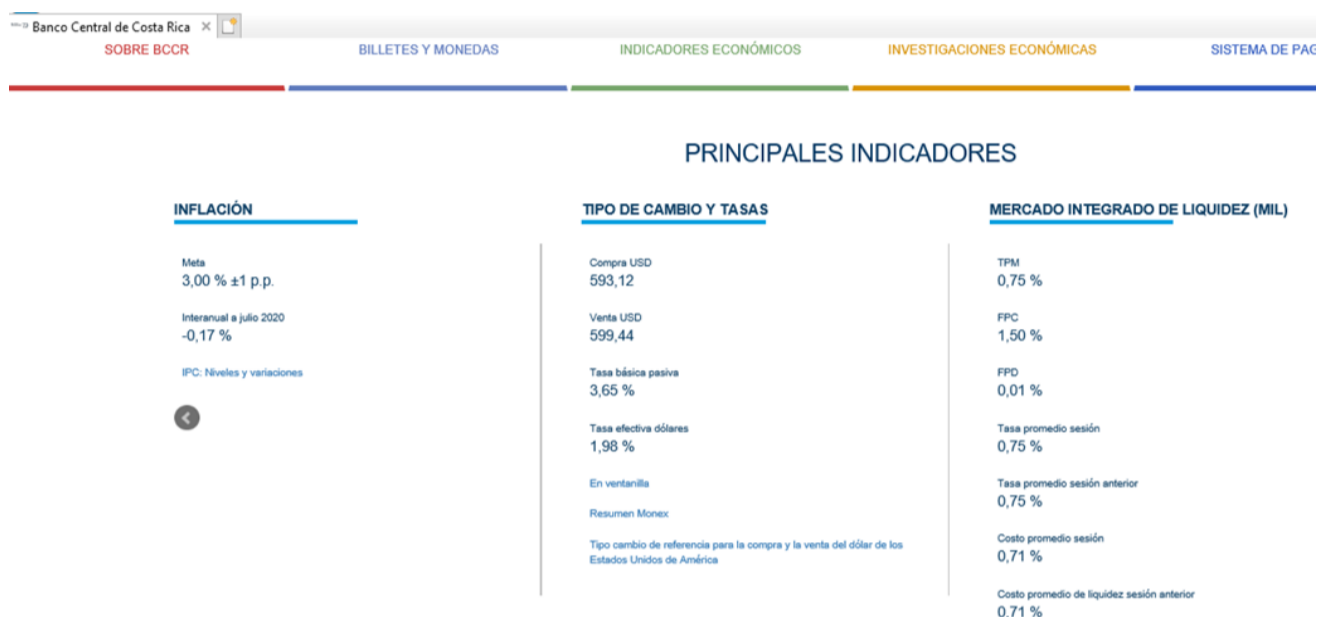 Banco Central de Costa Rica
SOBRE BCCR
BILLETES Y MONEDAS
INDICADORES ECONÓMICOS
INVESTIGACIONES ECONÓMICAS
SISTEMA DE PAG
PRINCIPALES INDICADORES
INFLACIÓN
Meta
3,00 % ±1 p.p.
Interanual a julio 2020
-0,17 %
IPC: Niveles y variaciones
TIPO DE CAMBIO Y TASAS
Compra USD
593,12
Venta USD
599,44
Tasa básica pasiva
3,65 %
Tasa efectiva dólares
1,98 %
En ventanilla
Resumen Monex
Tipo cambio de referencia para la compra y la venta del dólar de los
Estados Unidos de América
MERCADO INTEGRADO DE LIQUIDEZ (MIL)
TPM
0,75 %
FPC
1,50 %
FPD
0,01 %
Tasa promedio sesión
0,75 %
Tasa promedio sesión anterior
0,75 %
Costo promedio sesión
0,71 %
Costo promedio de liquidez sesión anterior
0,71 %